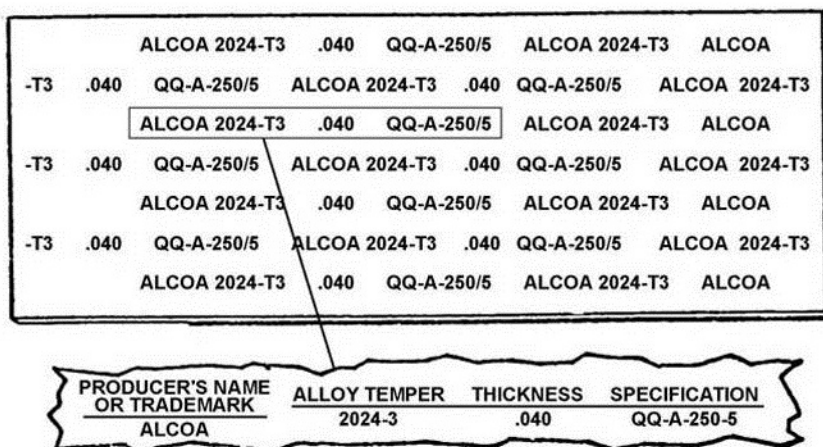 ALCOA 2024-T3 .040 QQ-A-250/5 ALCOA 2024-T3 ALCOA
-T3 .040 QQ-A-250/5 ALCOA 2024-T3 .040 QQ-A-250/5 ALCOA 2024-T3
ALCOA 2024-T3 .040 QQ-A-250/5 ALCOA 2024-T3 ALCOA
-T3 .040 QQ-A-250/5 ALCOA 2024-T3 .040 QQ-A-250/5 ALCOA 2024-T3
ALCOA 2024-T3 .040 QQ-A-250/5 ALCOA 2024-T3 ALCOA
-T3 .040 QQ-A-250/5 ALCOA 2024-T3 .040 QQ-A-250/5 ALCOA 2024-T3
ALCOA 2024-T3 .040 QQ-A-250/5 ALCOA 2024-T3 ALCOA
PRODUCER'S NAME
OR TRADEMARK ALLOY TEMPER THICKNESS SPECIFICATION
ALCOA 2024-3 .040 QQ-A-250-5